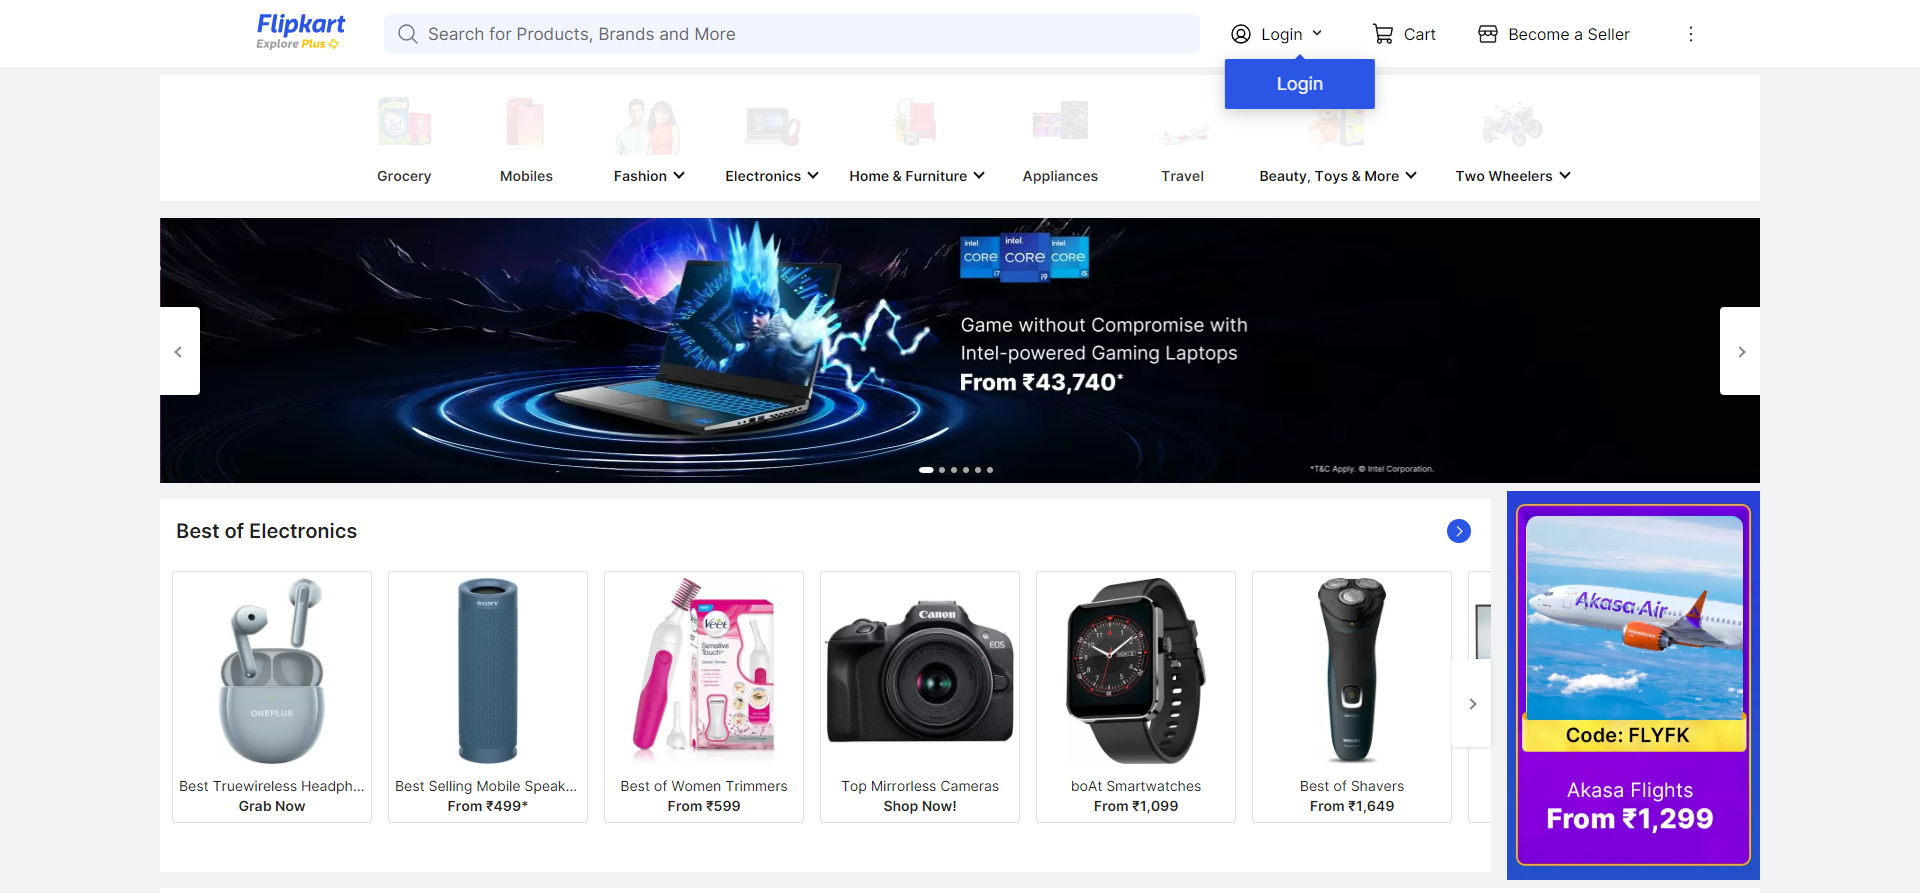 Flipkart
Explore Plus
Search for Products, Brands and More
Login
Cart
Become a Seller
Login
Grocery
Mobiles
Fashion
Electronics
Home & Furniture
Appliances
Travel
Beauty, Toys & More
Two Wheelers
intel. CORE i7
intel. CORE i9
intel. CORE i5
Game without Compromise with
Intel-powered Gaming Laptops
From ₹43,740*
*T&C Apply. © Intel Corporation.
Best of Electronics
ONEPLUS
Best Truewireless Headph...
Grab Now
SONY
Best Selling Mobile Speak...
From ₹499*
Veet
Sensitive
Touch
Best of Women Trimmers
From ₹599
Canon
EOS
Top Mirrorless Cameras
Shop Now!
boAt Smartwatches
From ₹1,099
Best of Shavers
From ₹1,649
Akasa Air
Code: FLYFK
Akasa Flights
From ₹1,299